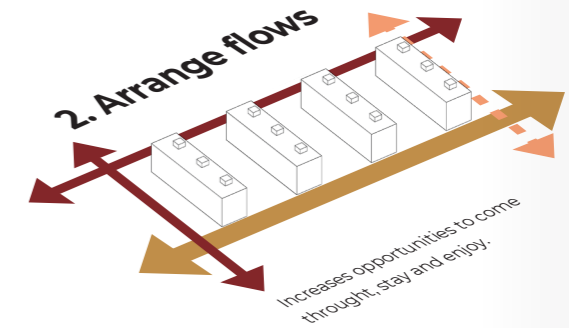 2. Arrange flows
Increases opportunities to come
throught, stay and enjoy.